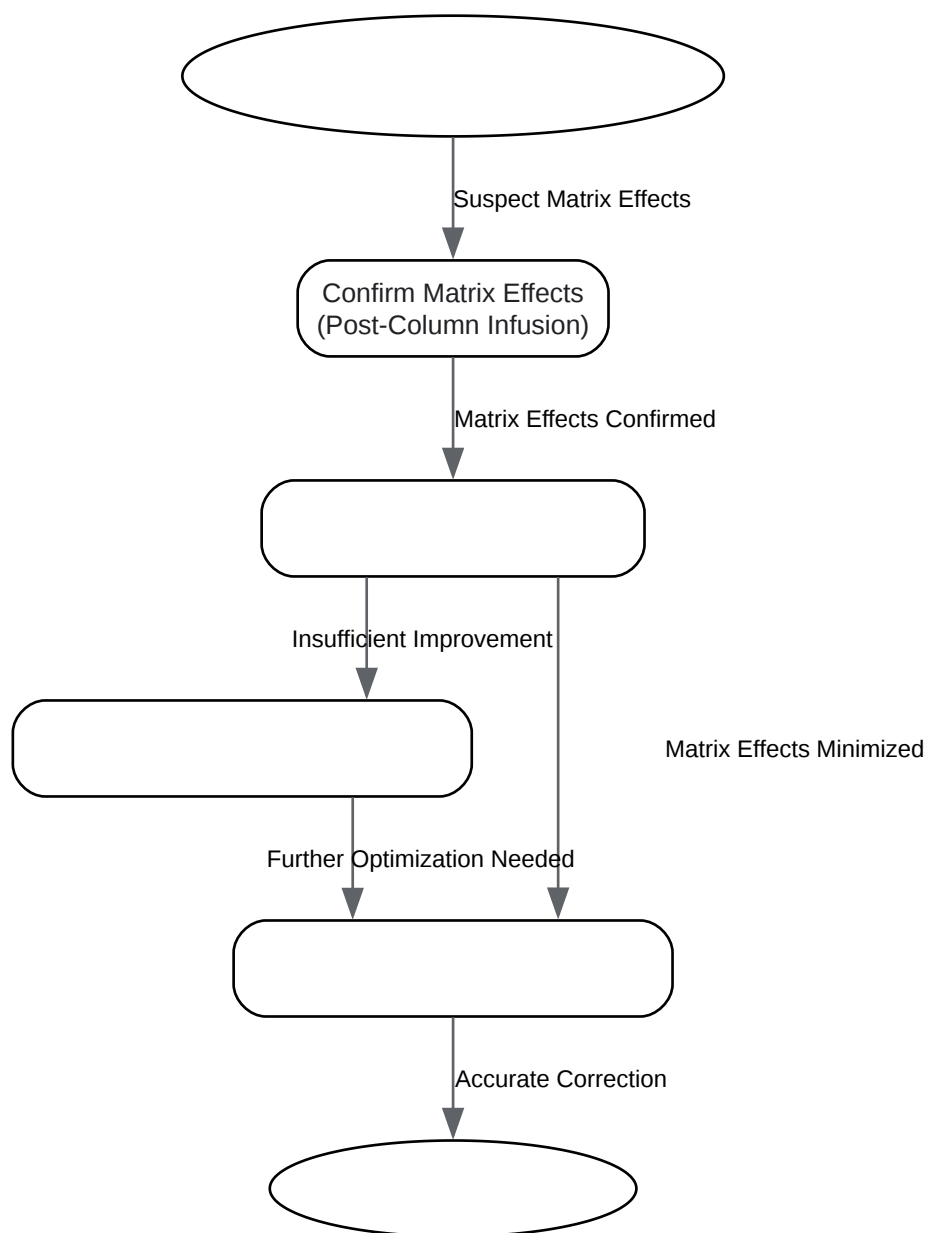 Suspect Matrix Effects
Confirm Matrix Effects
(Post-Column Infusion)
Matrix Effects Confirmed
Insufficient Improvement
Matrix Effects Minimized
Further Optimization Needed
Accurate Correction